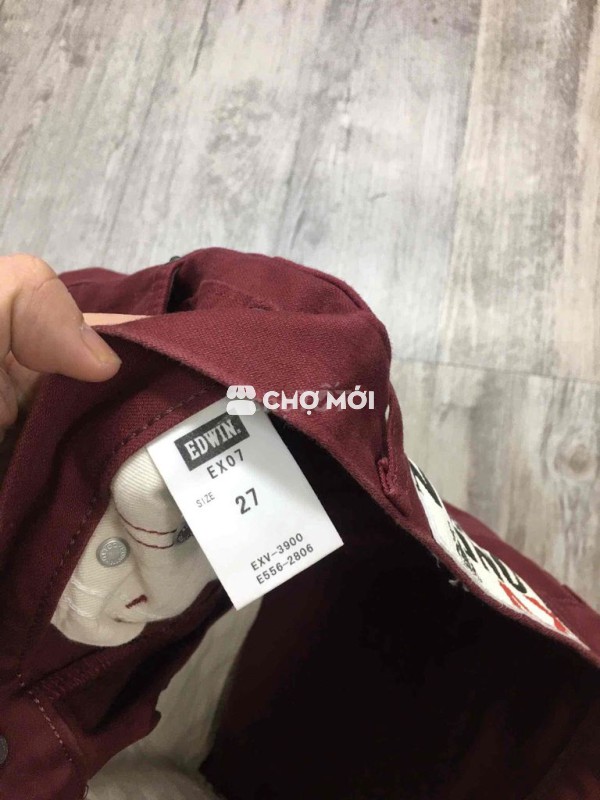 CHỢ MỚI
EDWIN.
EX07
SIZE 27
EXV-3900
E556-2806